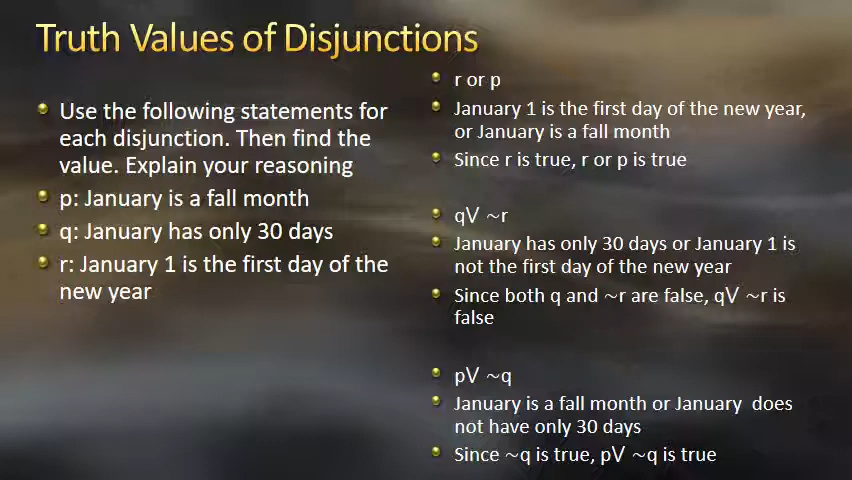 Truth Values of Disjunctions
Use the following statements for
each disjunction. Then find the
value. Explain your reasoning
p: January is a fall month
q: January has only 30 days
r: January 1 is the first day of the
new year
r or p
January 1 is the first day of the new year,
or January is a fall month
Since r is true, r or p is true
qV ~r
January has only 30 days or January 1 is
not the first day of the new year
Since both q and ~r are false, qV ~r is
false
pV ~q
January is a fall month or January  does
not have only 30 days
Since ~q is true, pV ~q is true